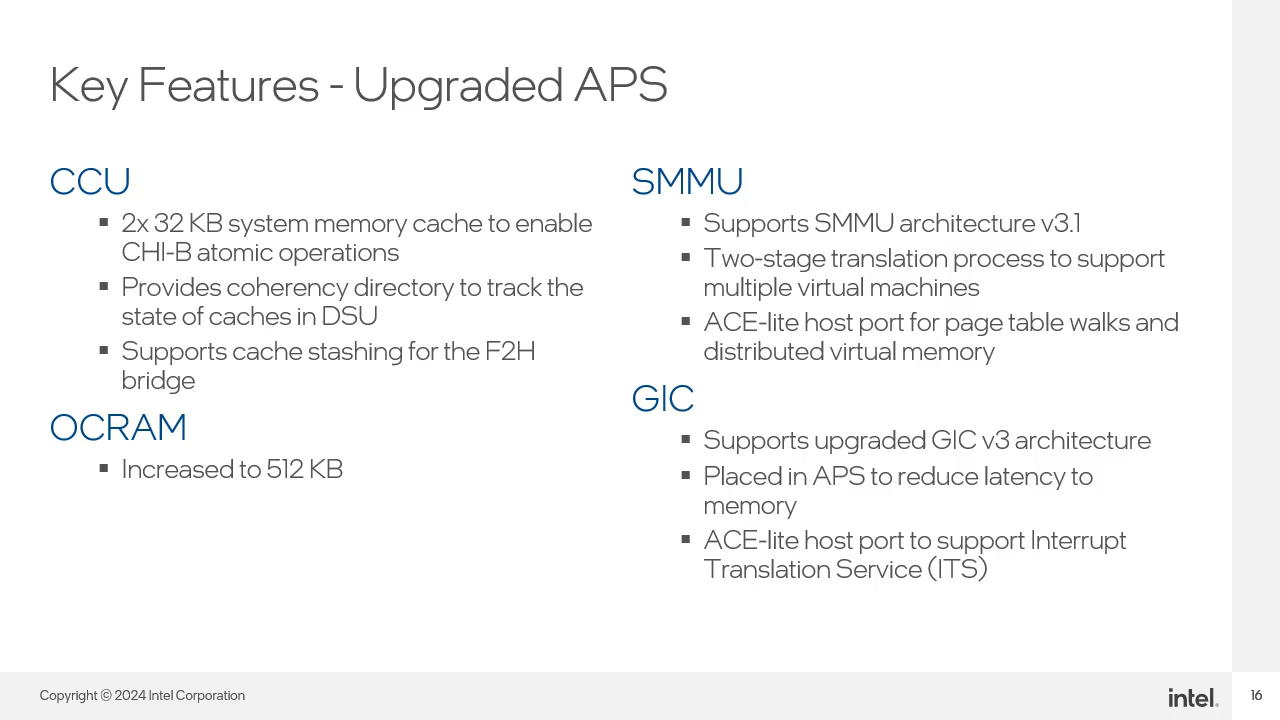 Key Features - Upgraded APS
CCU
▪ 2x 32 KB system memory cache to enable
CHI-B atomic operations
▪ Provides coherency directory to track the
state of caches in DSU
▪ Supports cache stashing for the F2H
bridge
OCRAM
▪ Increased to 512 KB
SMMU
▪ Supports SMMU architecture v3.1
▪ Two-stage translation process to support
multiple virtual machines
▪ ACE-lite host port for page table walks and
distributed virtual memory
GIC
▪ Supports upgraded GIC v3 architecture
▪ Placed in APS to reduce latency to
memory
▪ ACE-lite host port to support Interrupt
Translation Service (ITS)
Copyright © 2024 Intel Corporation
intel.
16